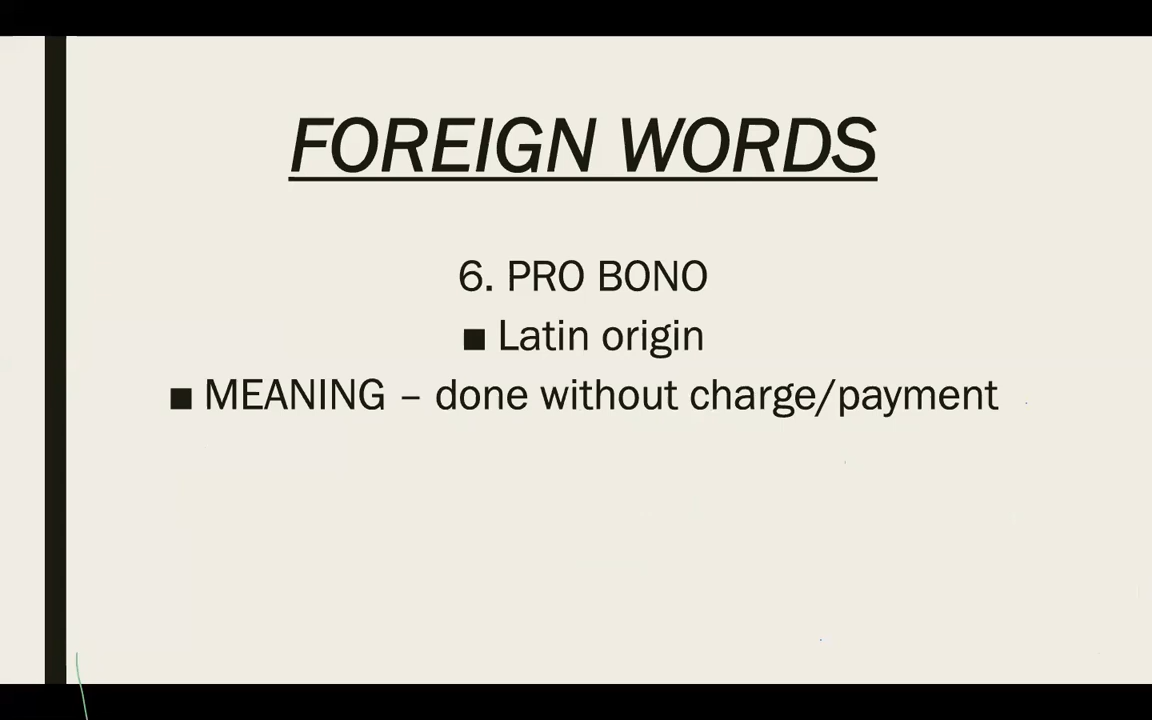 FOREIGN WORDS
6. PRO BONO
■ Latin origin
■ MEANING – done without charge/payment